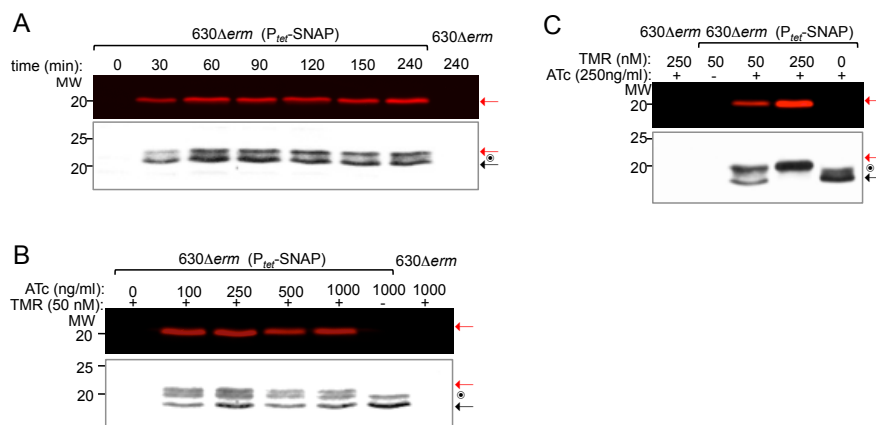 A
630Δerm (Ptet-SNAP) 630Δerm
time (min): 0 30 60 90 120 150 240 240
MW
20
25
20
B
630Δerm (Ptet-SNAP) 630Δerm
ATc (ng/ml): 0 100 250 500 1000 1000 1000
TMR (50 nM): + + + + + - +
MW
20
25
20
C
630Δerm 630Δerm (Ptet-SNAP)
TMR (nM) 250 50 50 250 0
ATc (250ng/ml) + - + + +
MW
20
25
20